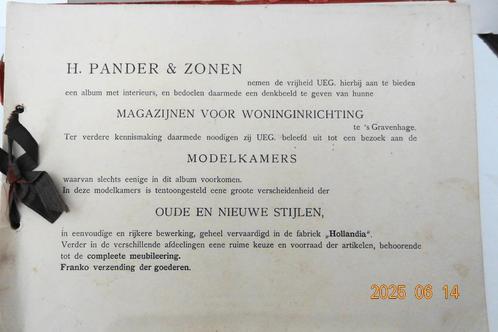 H. PANDER & ZONEN nemen de vrijheid UEG. hierbij aan te bieden
een album met interieurs, en bedoelen daarmede een denkbeeld te geven van hunne
MAGAZIJNEN VOOR WONINGINRICHTING
te 's Gravenhage.
Ter verdere kennismaking daarmede noodigen zij UEG. beleefd uit tot een bezoek aan de
MODELKAMERS
waarvan slechts eenige in dit album voorkomen.
In deze modelkamers is tentoongesteld eene groote verscheidenheid der
OUDE EN NIEUWE STIJLEN,
in eenvoudige en rijkere bewerking, geheel vervaardigd in de fabriek „Hollandia".
Verder in de verschillende afdeelingen eene ruime keuze en voorraad der artikelen, behoorende
tot de compleete meubileering.
Franko verzending der goederen.
2025 06 14